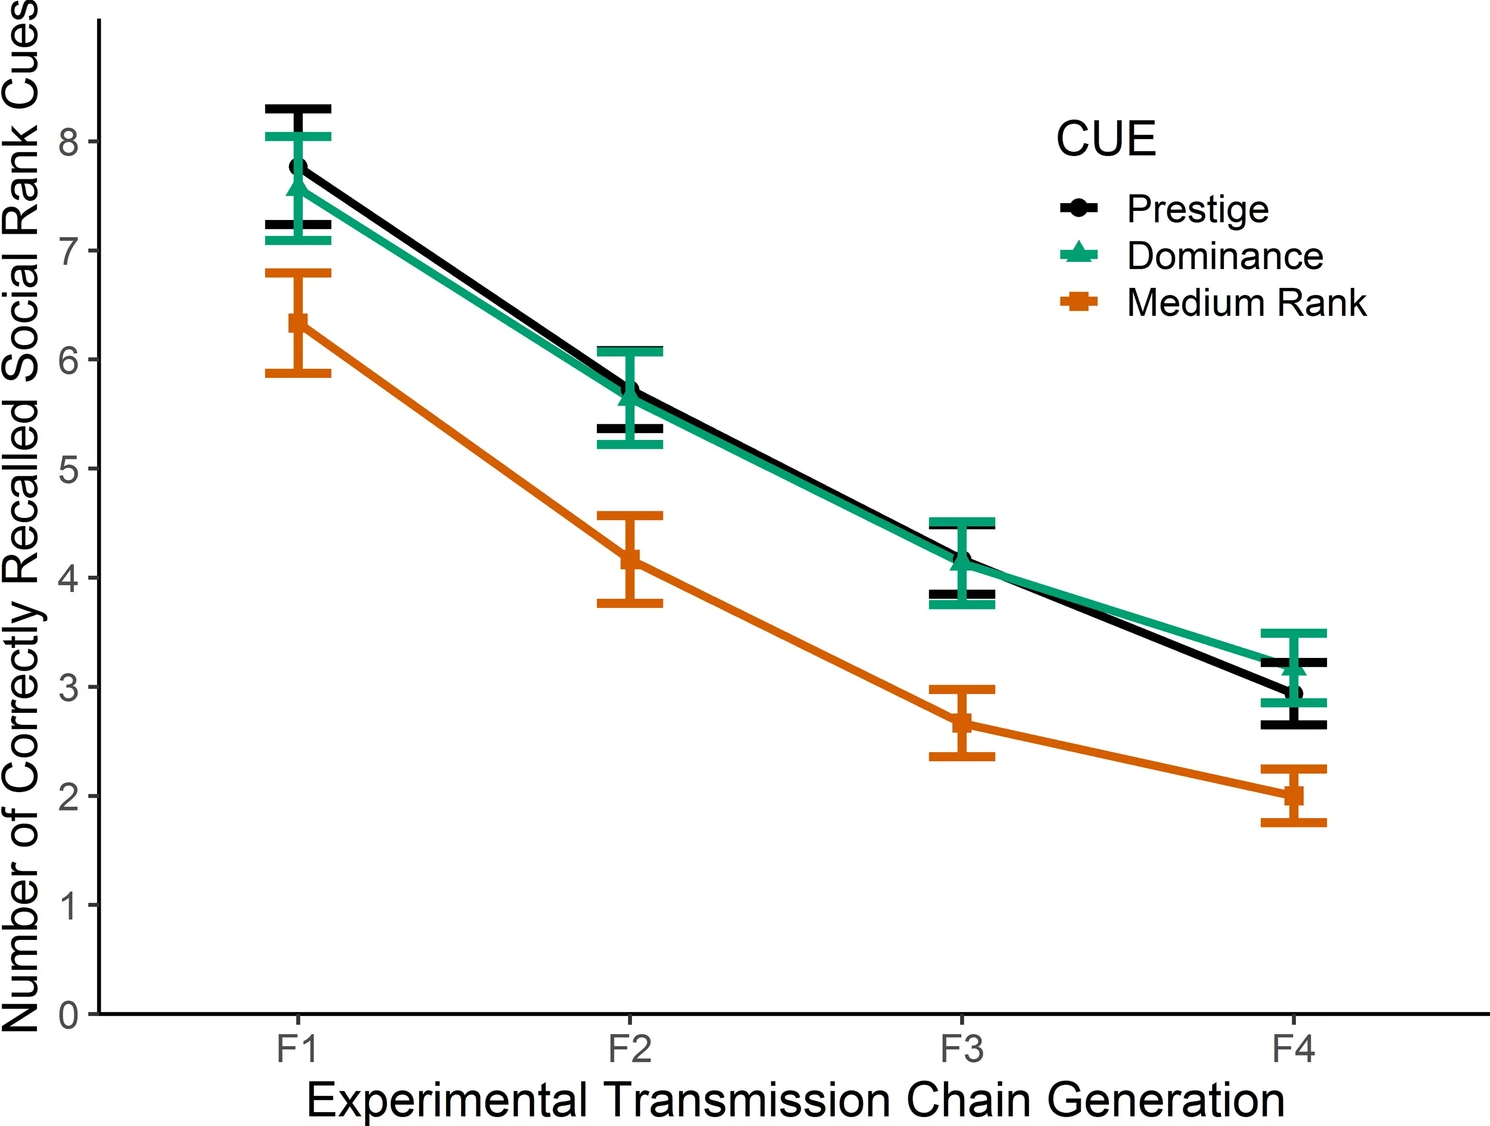 Number of Correctly Recalled Social Rank Cues
8
7
6
5
4
3
2
1
0
CUE
Prestige
Dominance
Medium Rank
F1 F2 F3 F4
Experimental Transmission Chain Generation